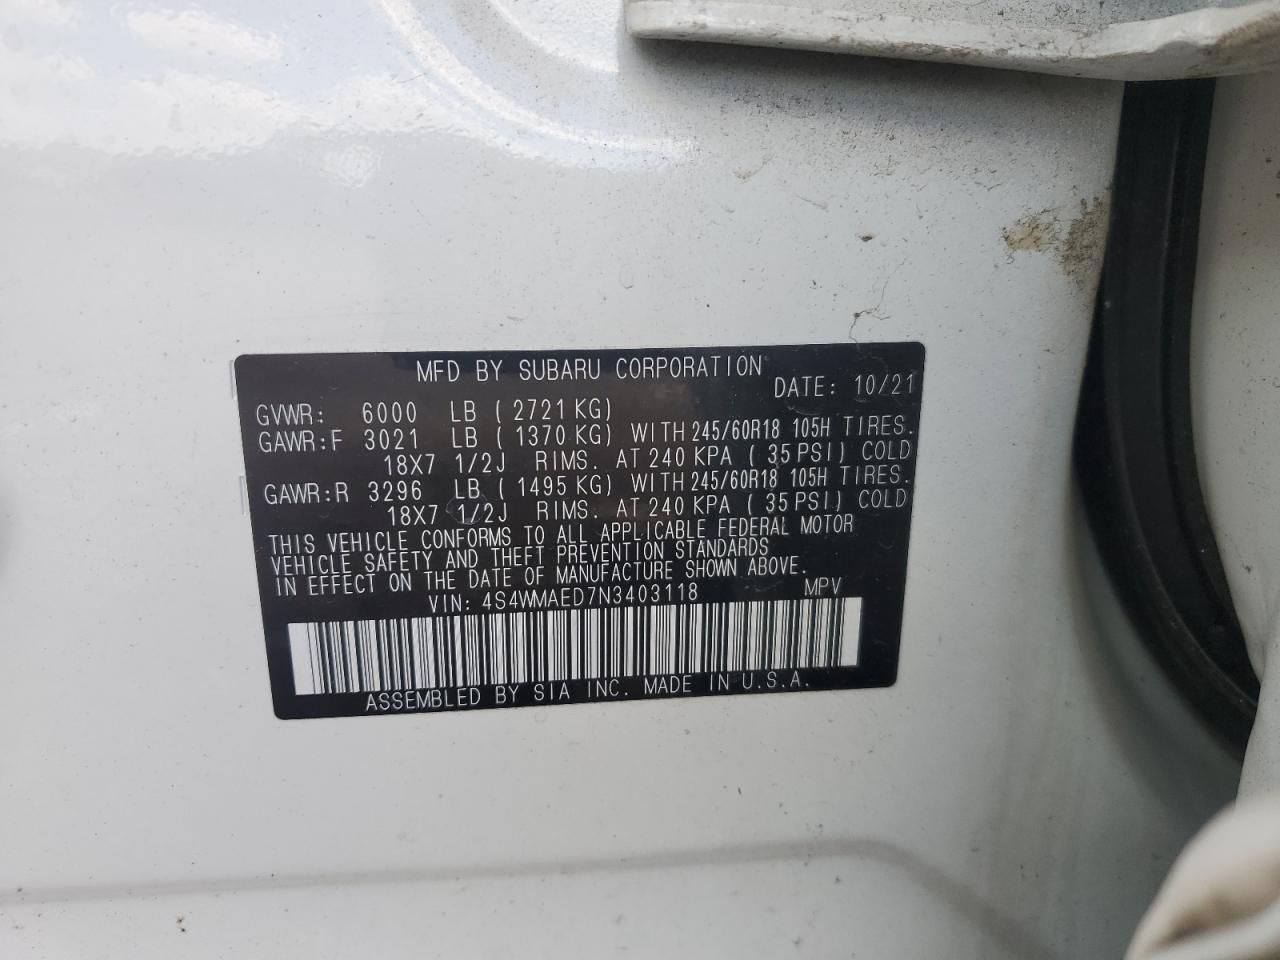 MFD BY SUBARU CORPORATION
DATE: 10/21
GVWR: 6000 LB ( 2721 KG)
GAWR:F 3021 LB ( 1370 KG) WITH 245/60R18 105H TIRES.
18X7 1/2J RIMS. AT 240 KPA ( 35 PSI) COLD
GAWR:R 3296 LB ( 1495 KG) WITH 245/60R18 105H TIRES.
18X7 1/2J RIMS. AT 240 KPA ( 35 PSI) COLD
THIS VEHICLE CONFORMS TO ALL APPLICABLE FEDERAL MOTOR
VEHICLE SAFETY AND THEFT PREVENTION STANDARDS
IN EFFECT ON THE DATE OF MANUFACTURE SHOWN ABOVE.
VIN: 4S4WMAED7N3403118 MPV
ASSEMBLED BY SIA INC. MADE IN U.S.A.